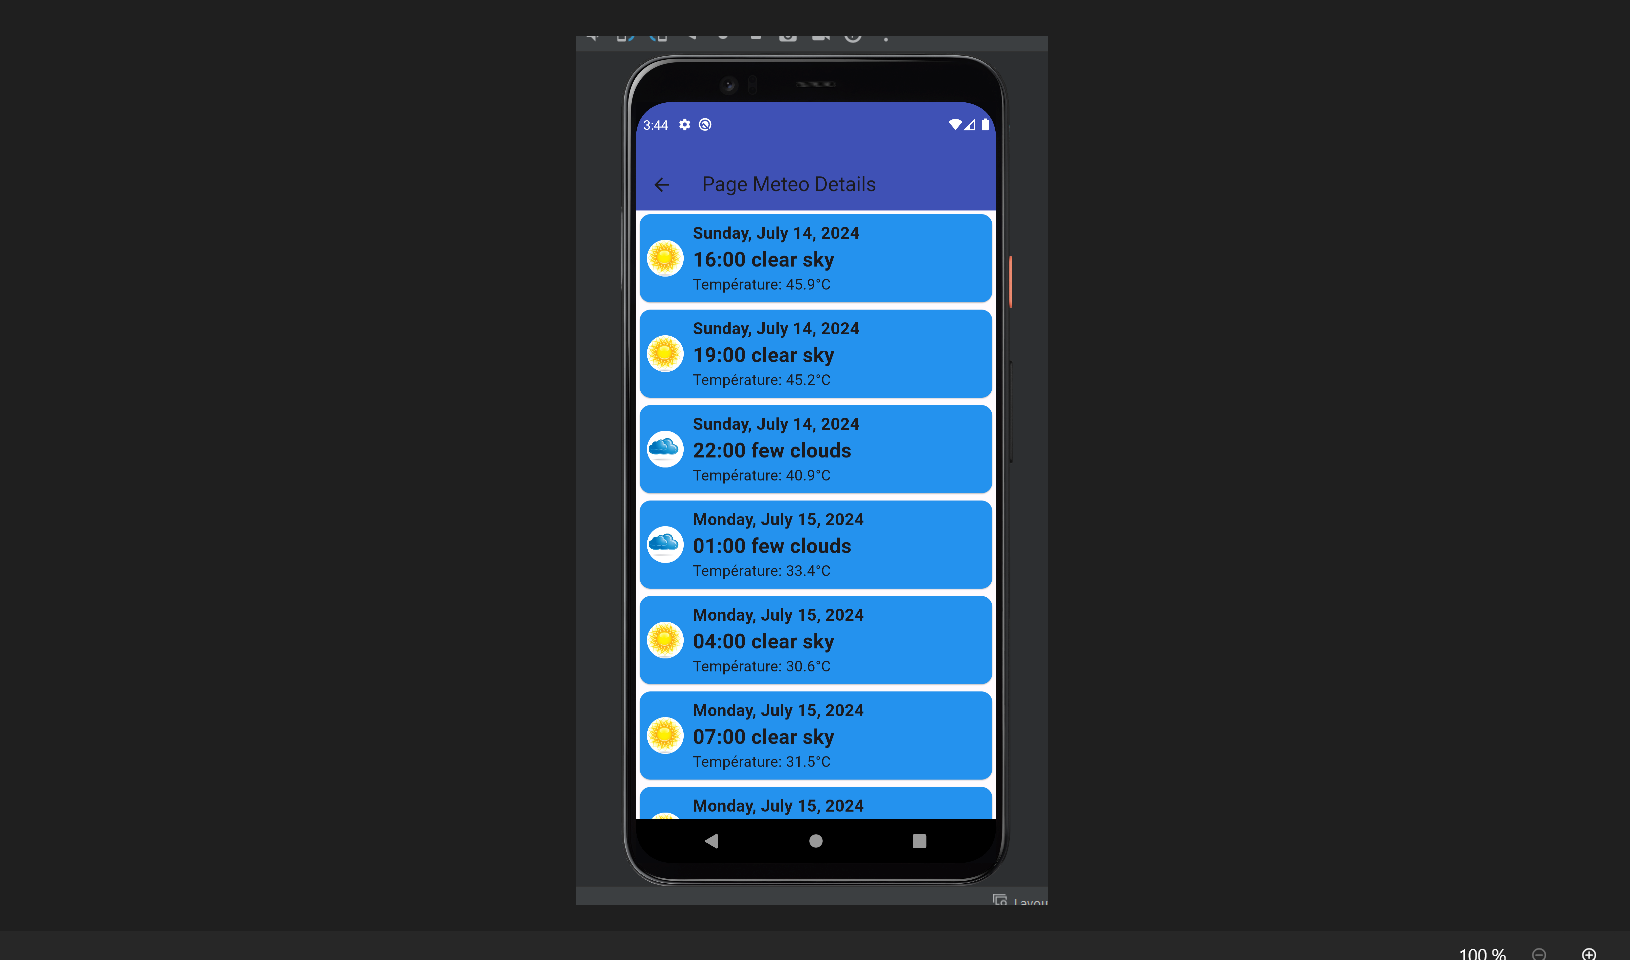 3:44
Page Meteo Details
Sunday, July 14, 2024
16:00 clear sky
Température: 45.9°C
Sunday, July 14, 2024
19:00 clear sky
Température: 45.2°C
Sunday, July 14, 2024
22:00 few clouds
Température: 40.9°C
Monday, July 15, 2024
01:00 few clouds
Température: 33.4°C
Monday, July 15, 2024
04:00 clear sky
Température: 30.6°C
Monday, July 15, 2024
07:00 clear sky
Température: 31.5°C
Monday, July 15, 2024
Layou
100 %